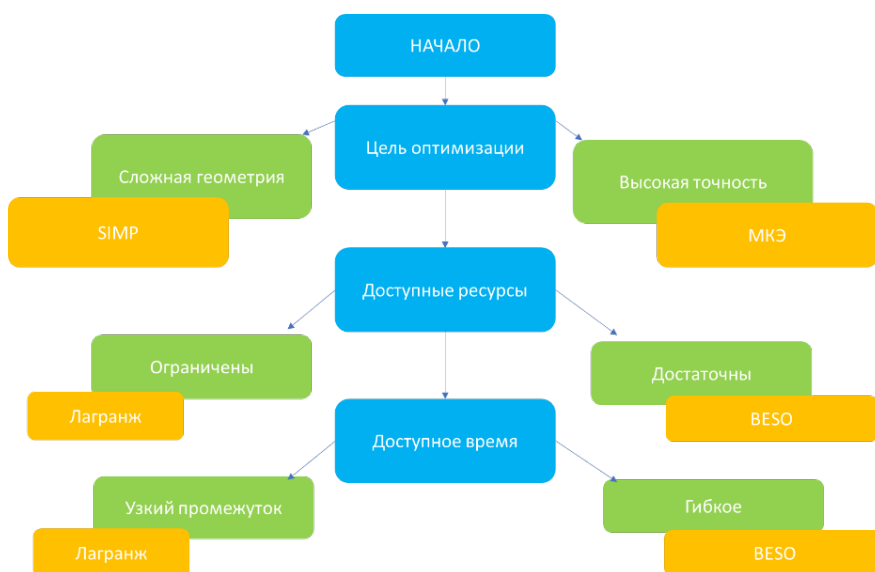 НАЧАЛО
Цель оптимизации
Сложная геометрия
SIMP
Высокая точность
МКЭ
Доступные ресурсы
Ограничены
Лагранж
Достаточны
BESO
Доступное время
Узкий промежуток
Лагранж
Гибкое
BESO